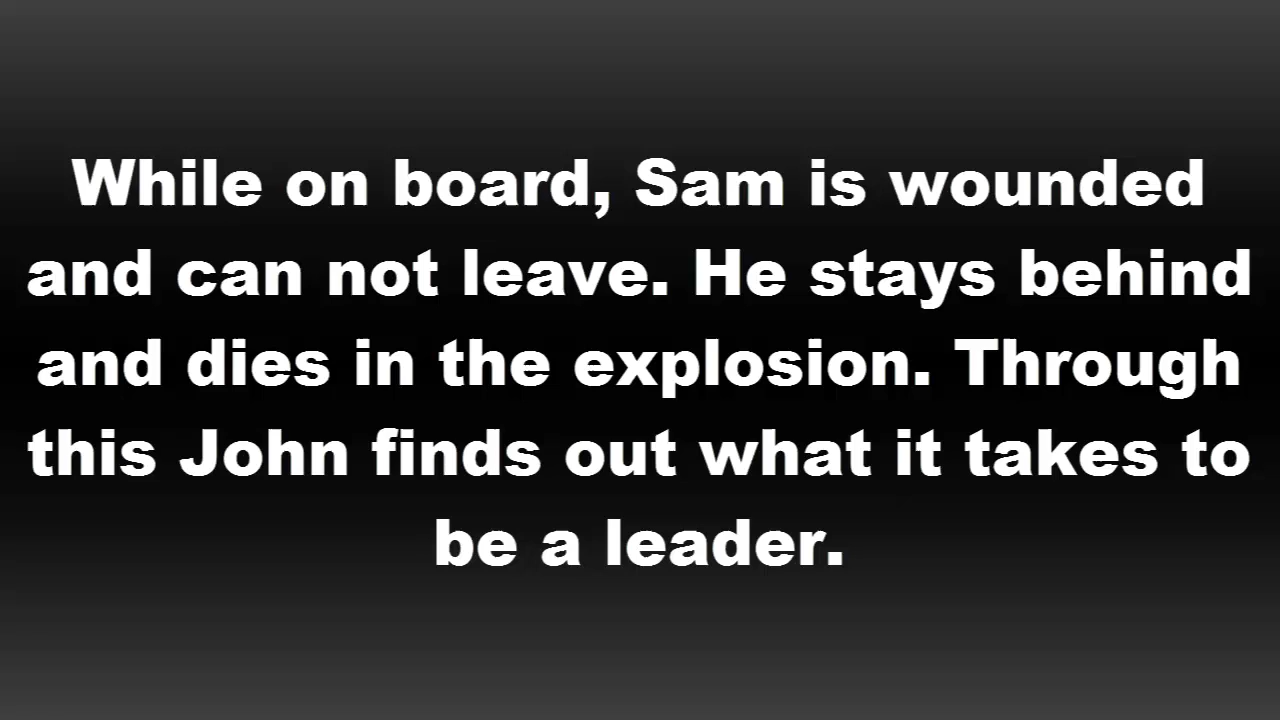 While on board, Sam is wounded
and can not leave. He stays behind
and dies in the explosion. Through
this John finds out what it takes to
be a leader.